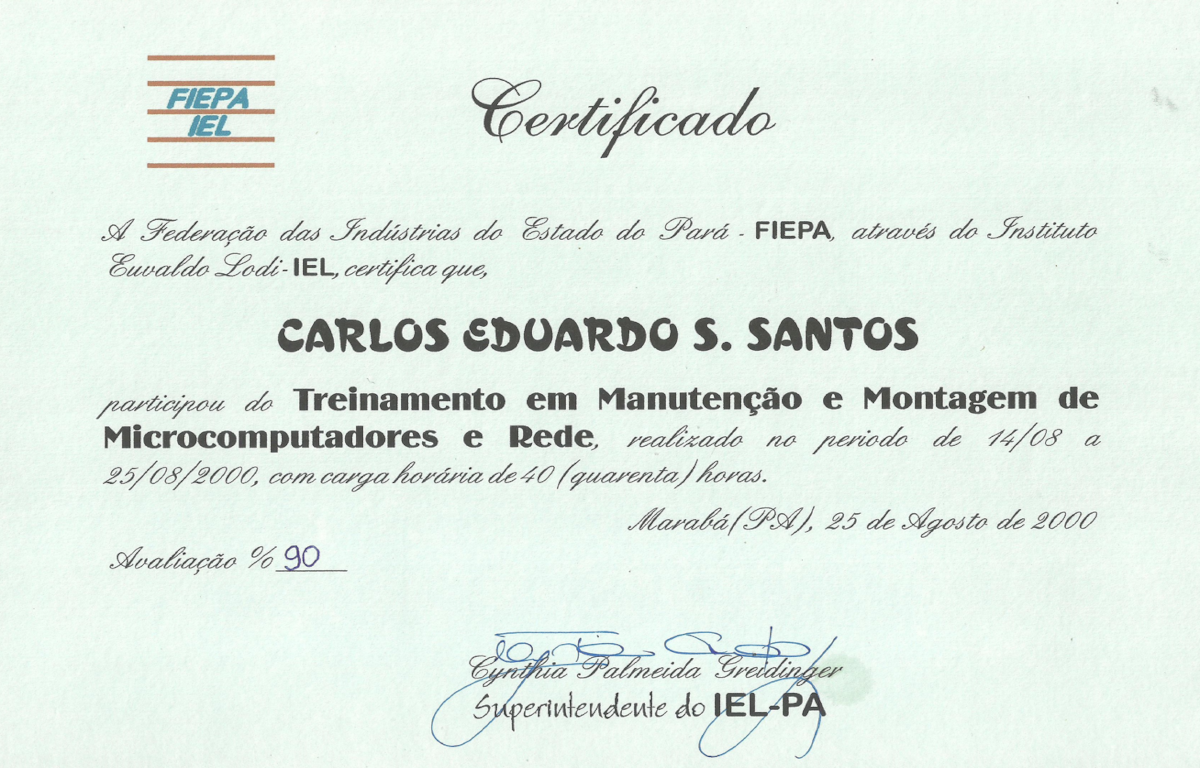 FIEPA
IEL
Certificado
A Federação das Indústrias do Estado do Pará - FIEPA, através do Instituto
Euvaldo Lodi-IEL, certifica que,
CARLOS EDUARDO S. SANTOS
participou do Treinamento em Manutenção e Montagem de
Microcomputadores e Rede, realizado no periodo de 14/08 a
25/08/2000, com carga horária de 40 (quarenta) horas.
Marabá(PA), 25 de Agosto de 2000
Avaliação % 90
Cynthia Palmeida Greidinger
Superintendente do IEL-PA